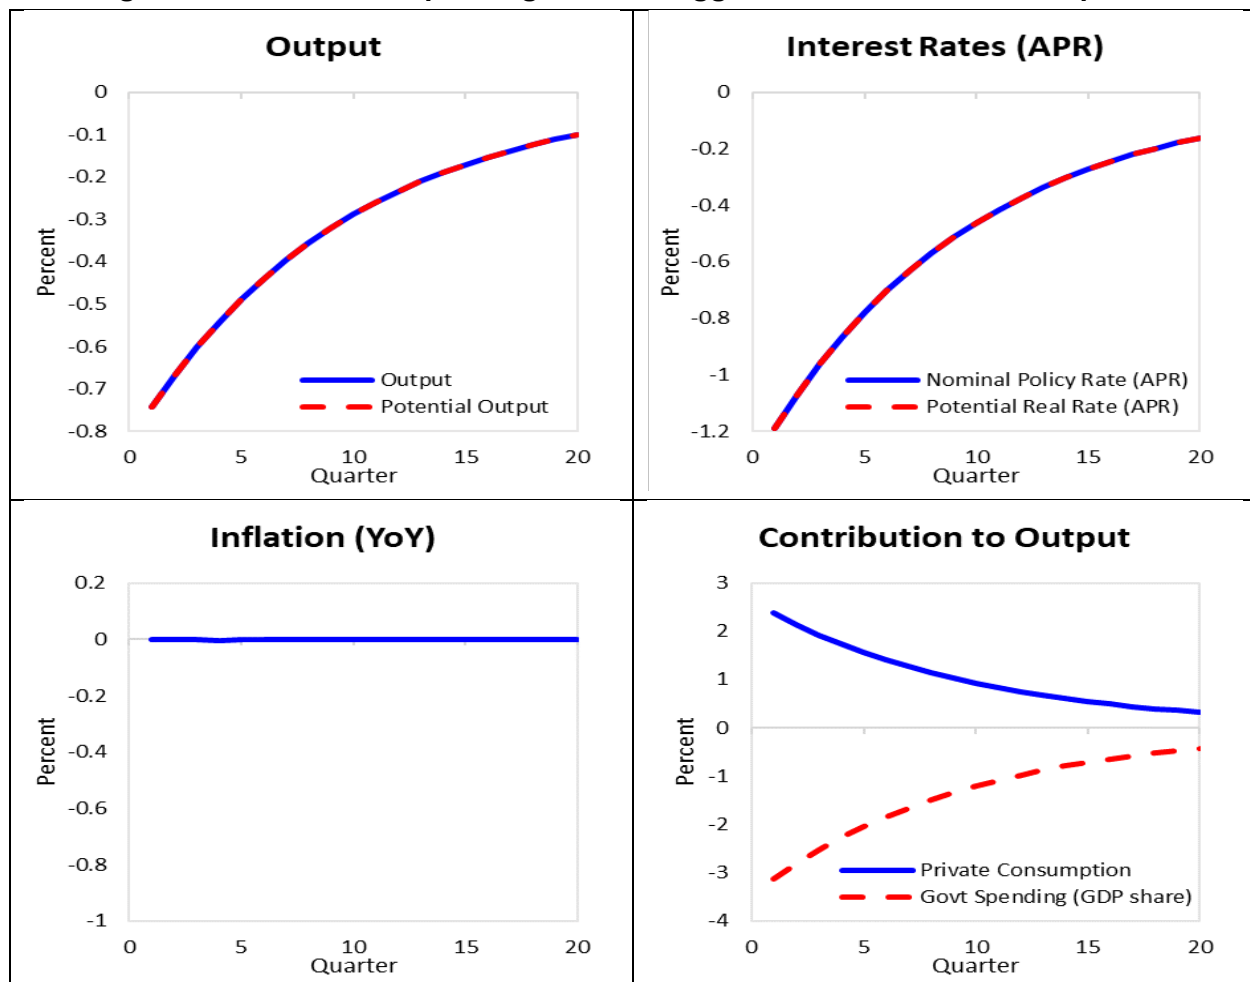 Output
0
-0.1
-0.2
-0.3
-0.4
-0.5
-0.6
-0.7
-0.8
Percent
Output
Potential Output
0 5 10 15 20
Quarter
Interest Rates (APR)
0
-0.2
-0.4
-0.6
-0.8
-1
-1.2
Percent
Nominal Policy Rate (APR)
Potential Real Rate (APR)
0 5 10 15 20
Quarter
Inflation (YoY)
0.2
0
-0.2
-0.4
-0.6
-0.8
-1
Percent
0 5 10 15 20
Quarter
Contribution to Output
3
2
1
0
-1
-2
-3
-4
Percent
Private Consumption
Govt Spending (GDP share)
0 5 10 15 20
Quarter